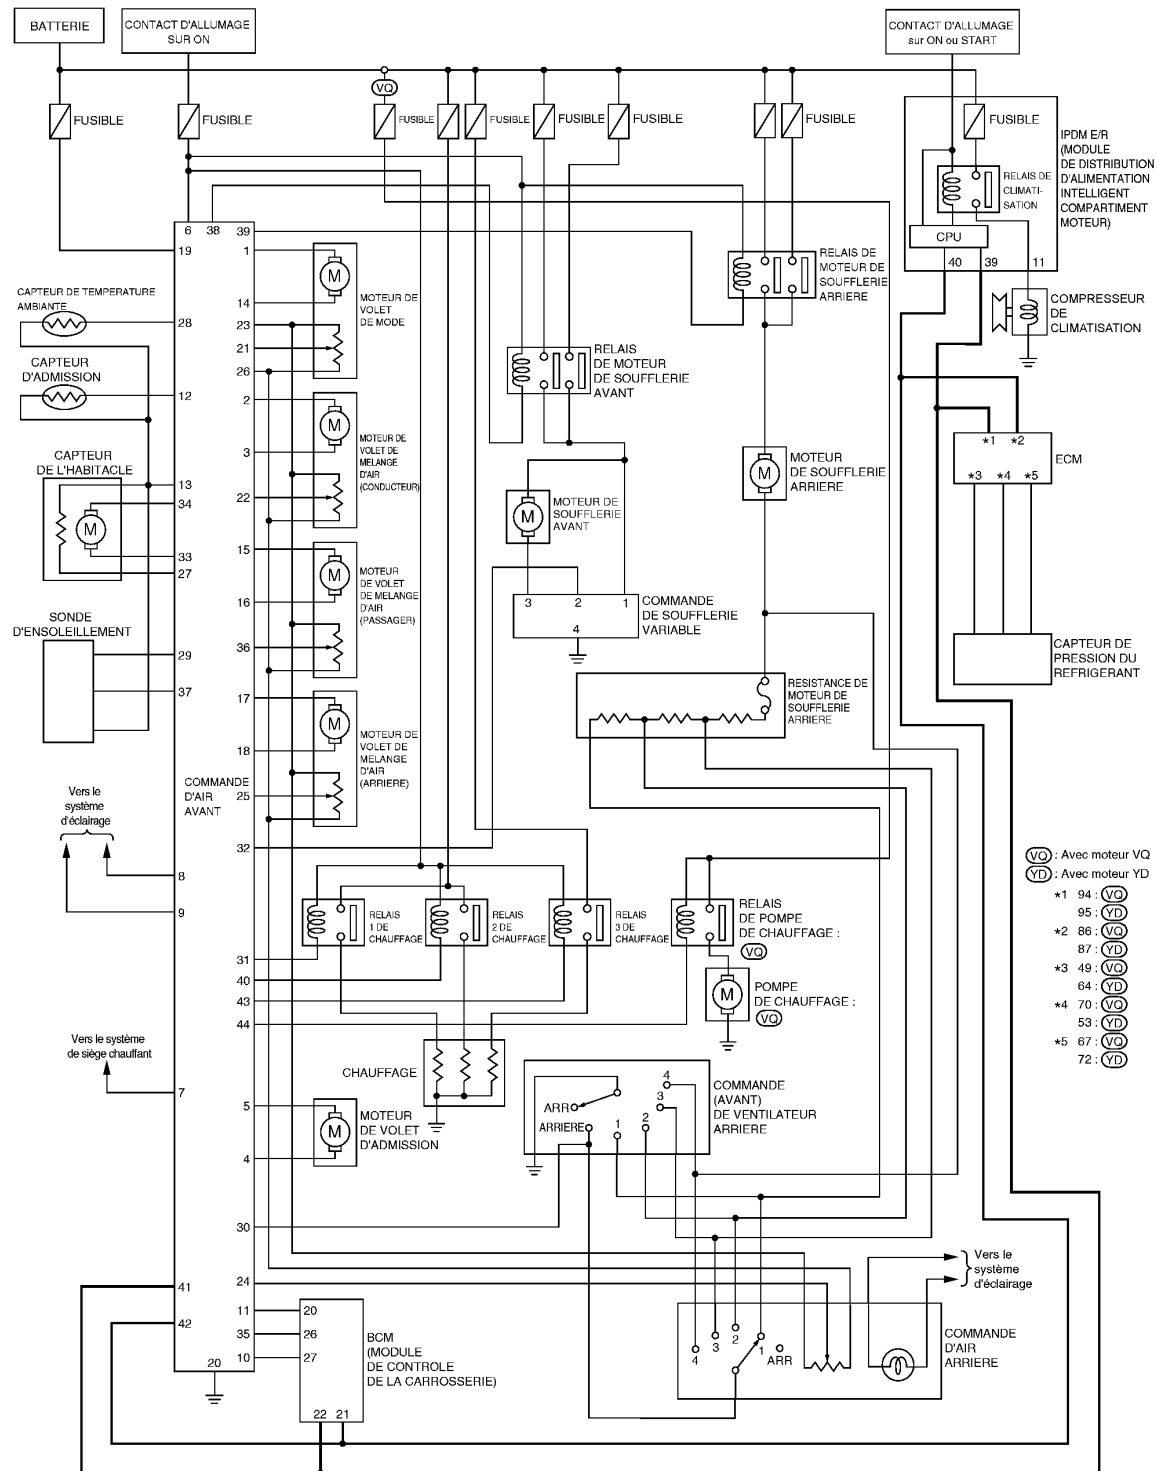 BATTERIE
CONTACT D'ALLUMAGE
SUR ON
CONTACT D'ALLUMAGE
sur ON ou START
VQ
FUSIBLE
FUSIBLE
FUSIBLE
FUSIBLE
FUSIBLE
FUSIBLE
FUSIBLE
FUSIBLE
IPDM E/R
(MODULE
DE DISTRIBUTION
D'ALIMENTATION
INTELLIGENT
COMPARTIMENT
MOTEUR)
RELAIS DE
CLIMATI-
SATION
CPU
40 39 11
6 38 39
19
1
14
23
21
26
MOTEUR DE
VOLET
DE MODE
RELAIS DE
MOTEUR DE
SOUFFLERIE
ARRIERE
COMPRESSEUR
DE
CLIMATISATION
CAPTEUR DE TEMPERATURE
AMBIANTE
28
CAPTEUR
D'ADMISSION
12
RELAIS
DE MOTEUR
DE SOUFFLERIE
AVANT
2
3
22
MOTEUR DE
VOLET DE
MELANGE
D'AIR
(CONDUCTEUR)
M
M
CAPTEUR
DE L'HABITACLE
13
34
M
33
27
MOTEUR
DE SOUFFLERIE
ARRIERE
M
*1 *2
ECM
*3 *4 *5
MOTEUR DE
SOUFFLERIE
AVANT
M
15
16
36
M
MOTEUR
DE VOLET
DE MELANGE
D'AIR
(PASSAGER)
3 2 1
4
COMMANDE
DE SOUFFLERIE
VARIABLE
SONDE
D'ENSOLEILLEMENT
29
37
CAPTEUR DE
PRESSION DU
REFRIGERANT
RESISTANCE DE
MOTEUR DE
SOUFFLERIE
ARRIERE
17
18
25
M
MOTEUR DE
VOLET DE
MELANGE
D'AIR
(ARRIERE)
COMMANDE
D'AIR
AVANT
Vers le
système
d'éclairage
8
9
32
VQ : Avec moteur VQ
YD : Avec moteur YD
*1 94 : VQ
95 : YD
*2 86 : VQ
87 : YD
*3 49 : VQ
64 : YD
*4 70 : VQ
53 : YD
*5 67 : VQ
72 : YD
RELAIS
1 DE
CHAUFFAGE
RELAIS
2 DE
CHAUFFAGE
RELAIS
3 DE
CHAUFFAGE
RELAIS
DE POMPE
DE CHAUFFAGE :
VQ
31
40
43
44
M
POMPE
DE CHAUFFAGE :
VQ
Vers le système
de siège chauffant
7
CHAUFFAGE
5
4
M
MOTEUR
DE VOLET
D'ADMISSION
ARR
ARRIERE
1
2
3
4
COMMANDE
(AVANT)
DE VENTILATEUR
ARRIERE
30
24
41
42
11
35
10
20
20
26
27
22 21
BCM
(MODULE
DE CONTROLE
DE LA CARROSSERIE)
Vers le
système
d'éclairage
4
3
2
1
ARR
COMMANDE
D'AIR
ARRIERE